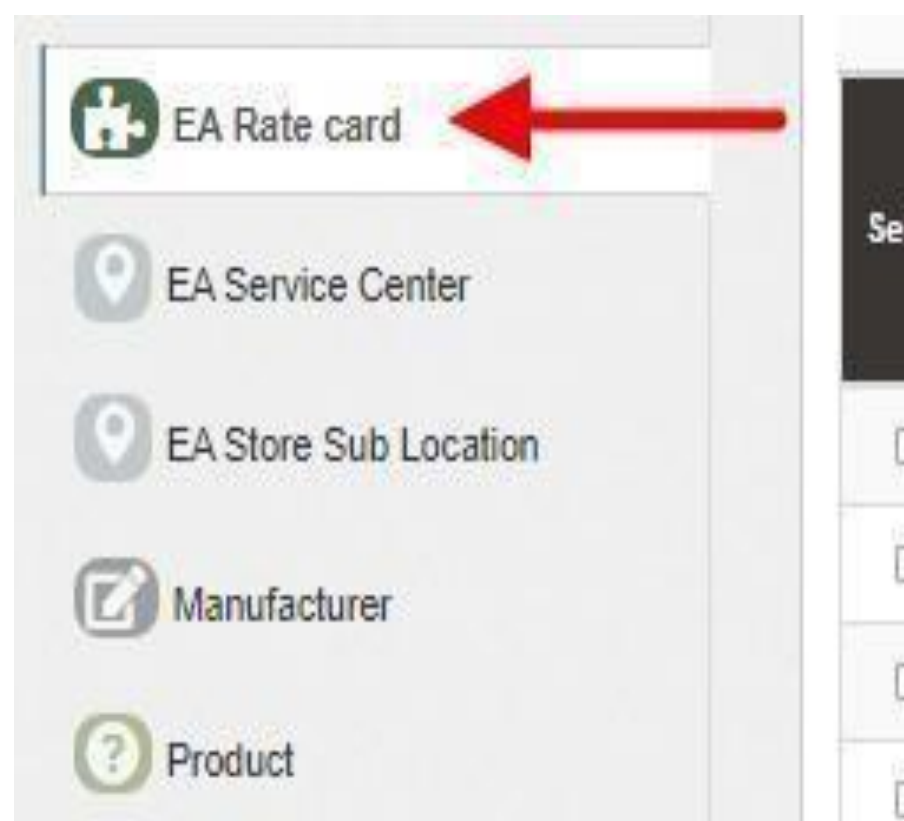 EA Rate card
EA Service Center
EA Store Sub Location
Manufacturer
Product